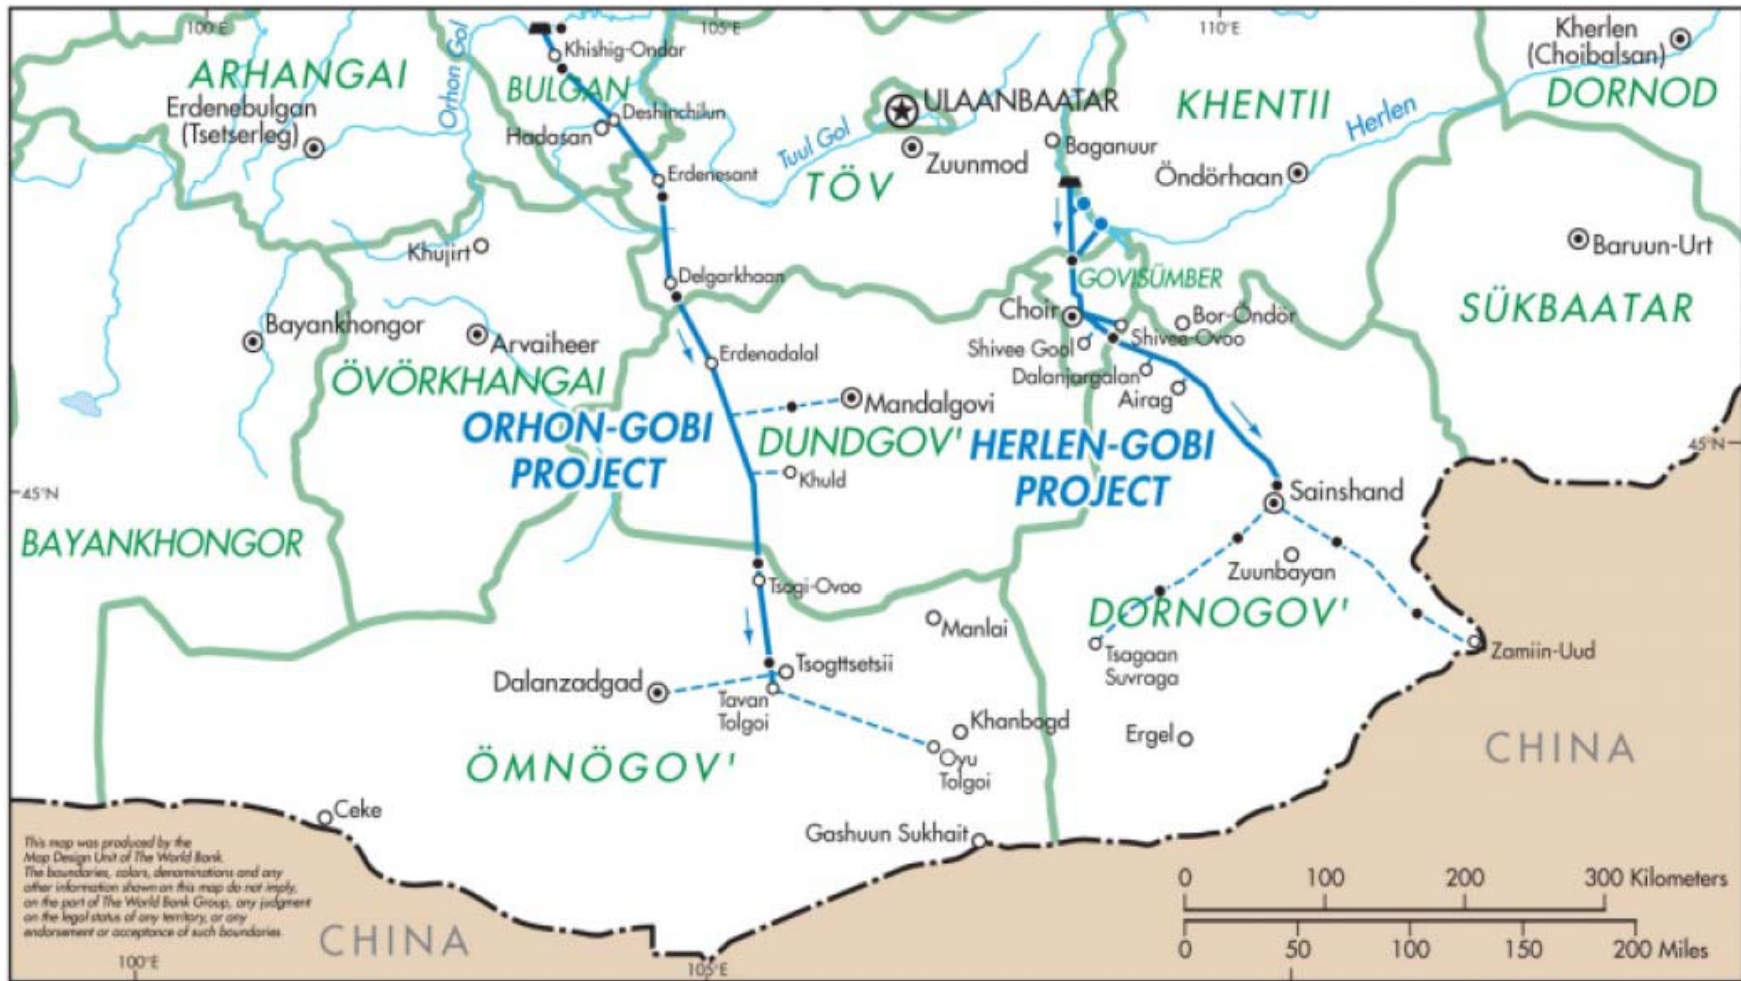 100°E
105°E
110°E
Kherlen
(Choibalsan)
DORNOD
Khishig-Ondor
Orhon Gol
ARHANGAI
BULGAN
Erdenebulgan
(Tsetserleg)
Deshinchilun
Hadasan
ULAANBAATAR
KHENTII
Herlen
Tuul Gol
Baganuur
Zuunmod
Erdenesant
TÖV
Öndörhaan
Khujirt
Baruun-Urt
Delgarkhaan
GOVISÜMBER
SÜKBAATAR
Choir
Bor-Öndör
Bayankhongor
Arvaiheer
Shivee-Ovoo
Shivee Gool
Erdenadalal
Dalanjargalan
ÖVÖRKHANGAI
Airag
Mandalgovi
ORHON-GOBI
PROJECT
DUNDGOV'
HERLEN-GOBI
PROJECT
45°N
Khuld
45°N
Sainshand
BAYANKHONGOR
Zuunbayan
Tsogi-Ovoo
DORNOGOV'
Manlai
Tsagaan
Suvraga
Zamiin-Uud
Tsogttsetsii
Dalanzadgad
Tavan
Tolgoi
Khanbogd
Ergel
CHINA
Oyu
Tolgoi
ÖMNÖGOV'
Ceke
Gashuun Sukhait
This map was produced by the
Map Design Unit of The World Bank.
The boundaries, colors, denominations and any
other information shown on this map do not imply,
on the part of The World Bank Group, any judgment
on the legal status of any territory, or any
endorsement or acceptance of such boundaries.
CHINA
0 100 200 300 Kilometers
0 50 100 150 200 Miles
100°E
105°E